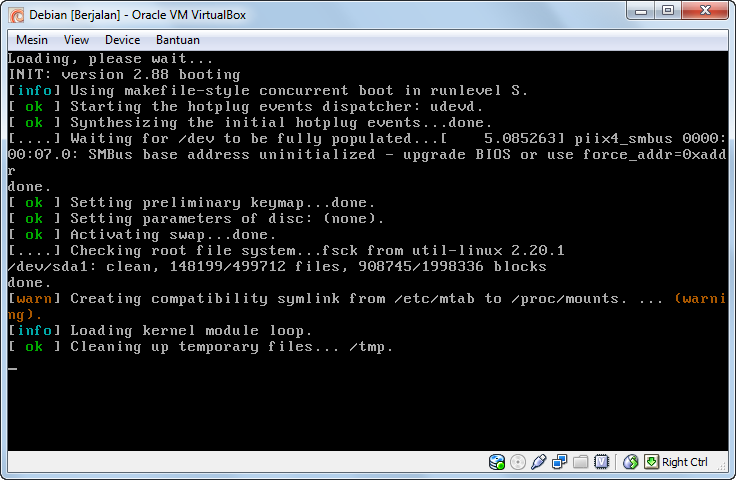 Debian [Berjalan] - Oracle VM VirtualBox
Mesin View Device Bantuan
Loading, please wait...
INIT: version 2.88 booting
[info] Using makefile-style concurrent boot in runlevel S.
[ ok ] Starting the hotplug events dispatcher: udevd.
[ ok ] Synthesizing the initial hotplug events...done.
[....] Waiting for /dev to be fully populated...[    5.085263] piix4_smbus 0000:
00:07.0: SMBus base address uninitialized - upgrade BIOS or use force_addr=0xadd
r
done.
[ ok ] Setting preliminary keymap...done.
[ ok ] Setting parameters of disc: (none).
[ ok ] Activating swap...done.
[....] Checking root file system...fsck from util-linux 2.20.1
/dev/sda1: clean, 148199/499712 files, 908745/1998336 blocks
done.
[warn] Creating compatibility symlink from /etc/mtab to /proc/mounts. ... (warni
ng).
[info] Loading kernel module loop.
[ ok ] Cleaning up temporary files... /tmp.
Right Ctrl